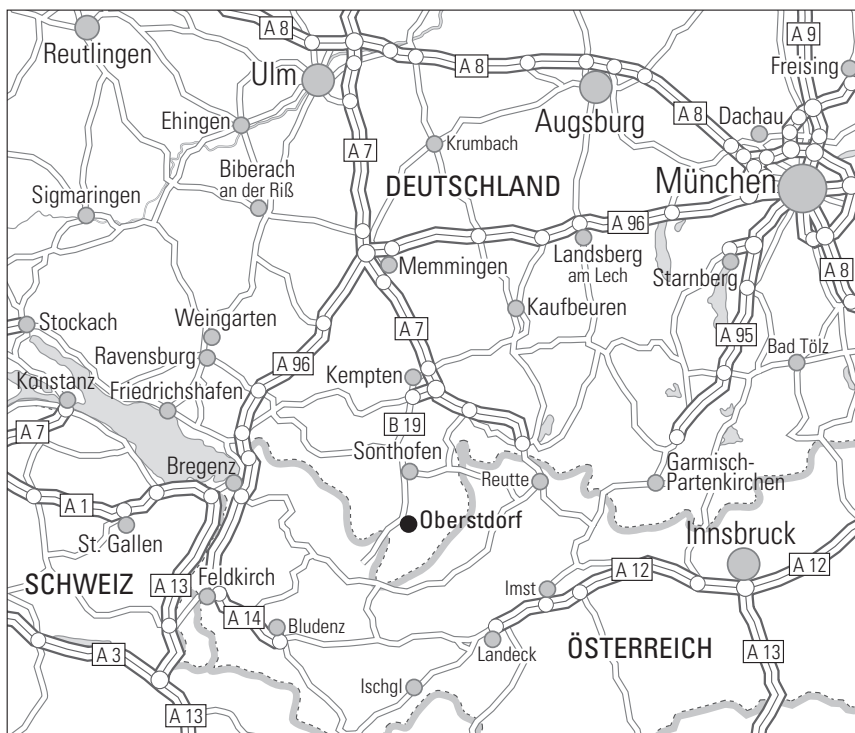 A 8
A 9
Reutlingen
Ulm
A 8
Freising
Ehingen
Augsburg
A 8
Dachau
A 7
Krumbach
Biberach
an der Riß
DEUTSCHLAND
München
Sigmaringen
A 96
Landsberg
am Lech
Memmingen
Starnberg
A 8
Kaufbeuren
Stockach
Weingarten
A 7
A 95
Ravensburg
A 96
Bad Tölz
Konstanz
Friedrichshafen
Kempten
A 7
B 19
Sonthofen
Bregenz
Reutte
Garmisch-
Partenkirchen
A 1
St. Gallen
Oberstdorf
Innsbruck
SCHWEIZ
A 13
Feldkirch
Imst
A 12
A 12
A 14
Bludenz
Landeck
ÖSTERREICH
A 3
A 13
Ischgl
A 13